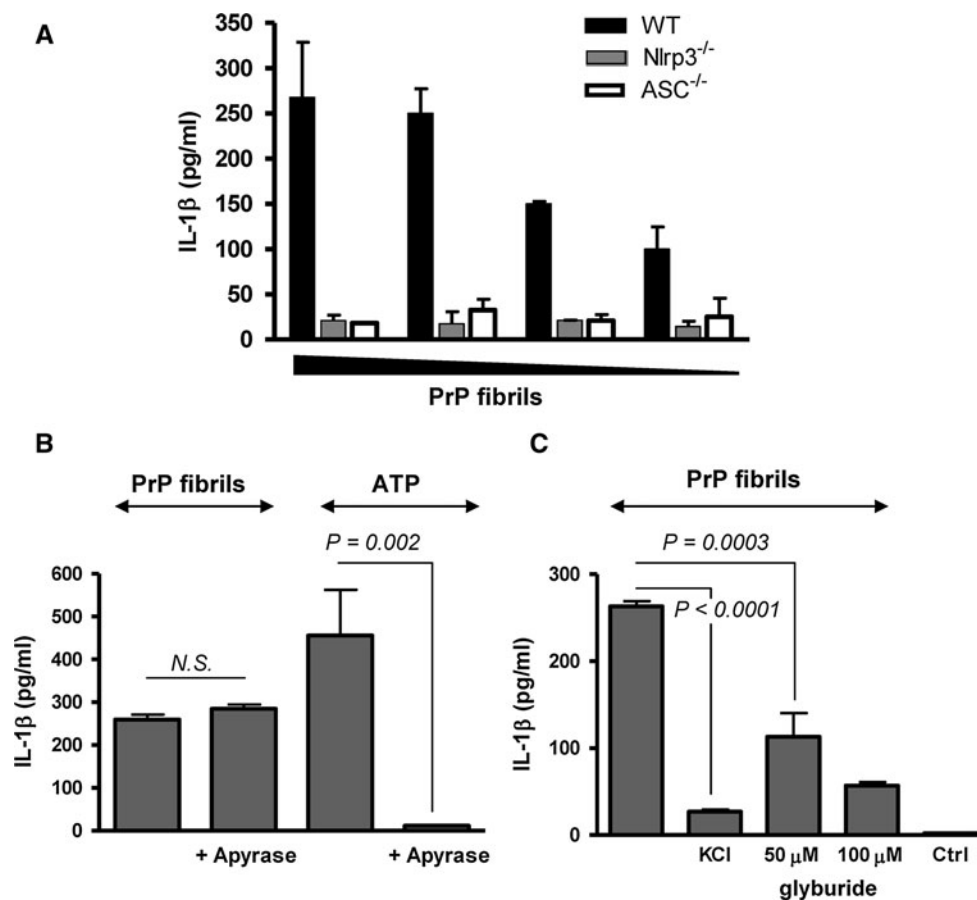 A
WT
Nlrp3-/-
ASC-/-
IL-1β (pg/ml)
350
300
250
200
150
100
50
0
PrP fibrils
B
PrP fibrils
ATP
P = 0.002
N.S.
IL-1β (pg/ml)
600
500
400
300
200
100
0
+ Apyrase
+ Apyrase
C
PrP fibrils
P = 0.0003
P < 0.0001
IL-1β (pg/ml)
300
200
100
0
KCl
50 μM
100 μM
Ctrl
glyburide